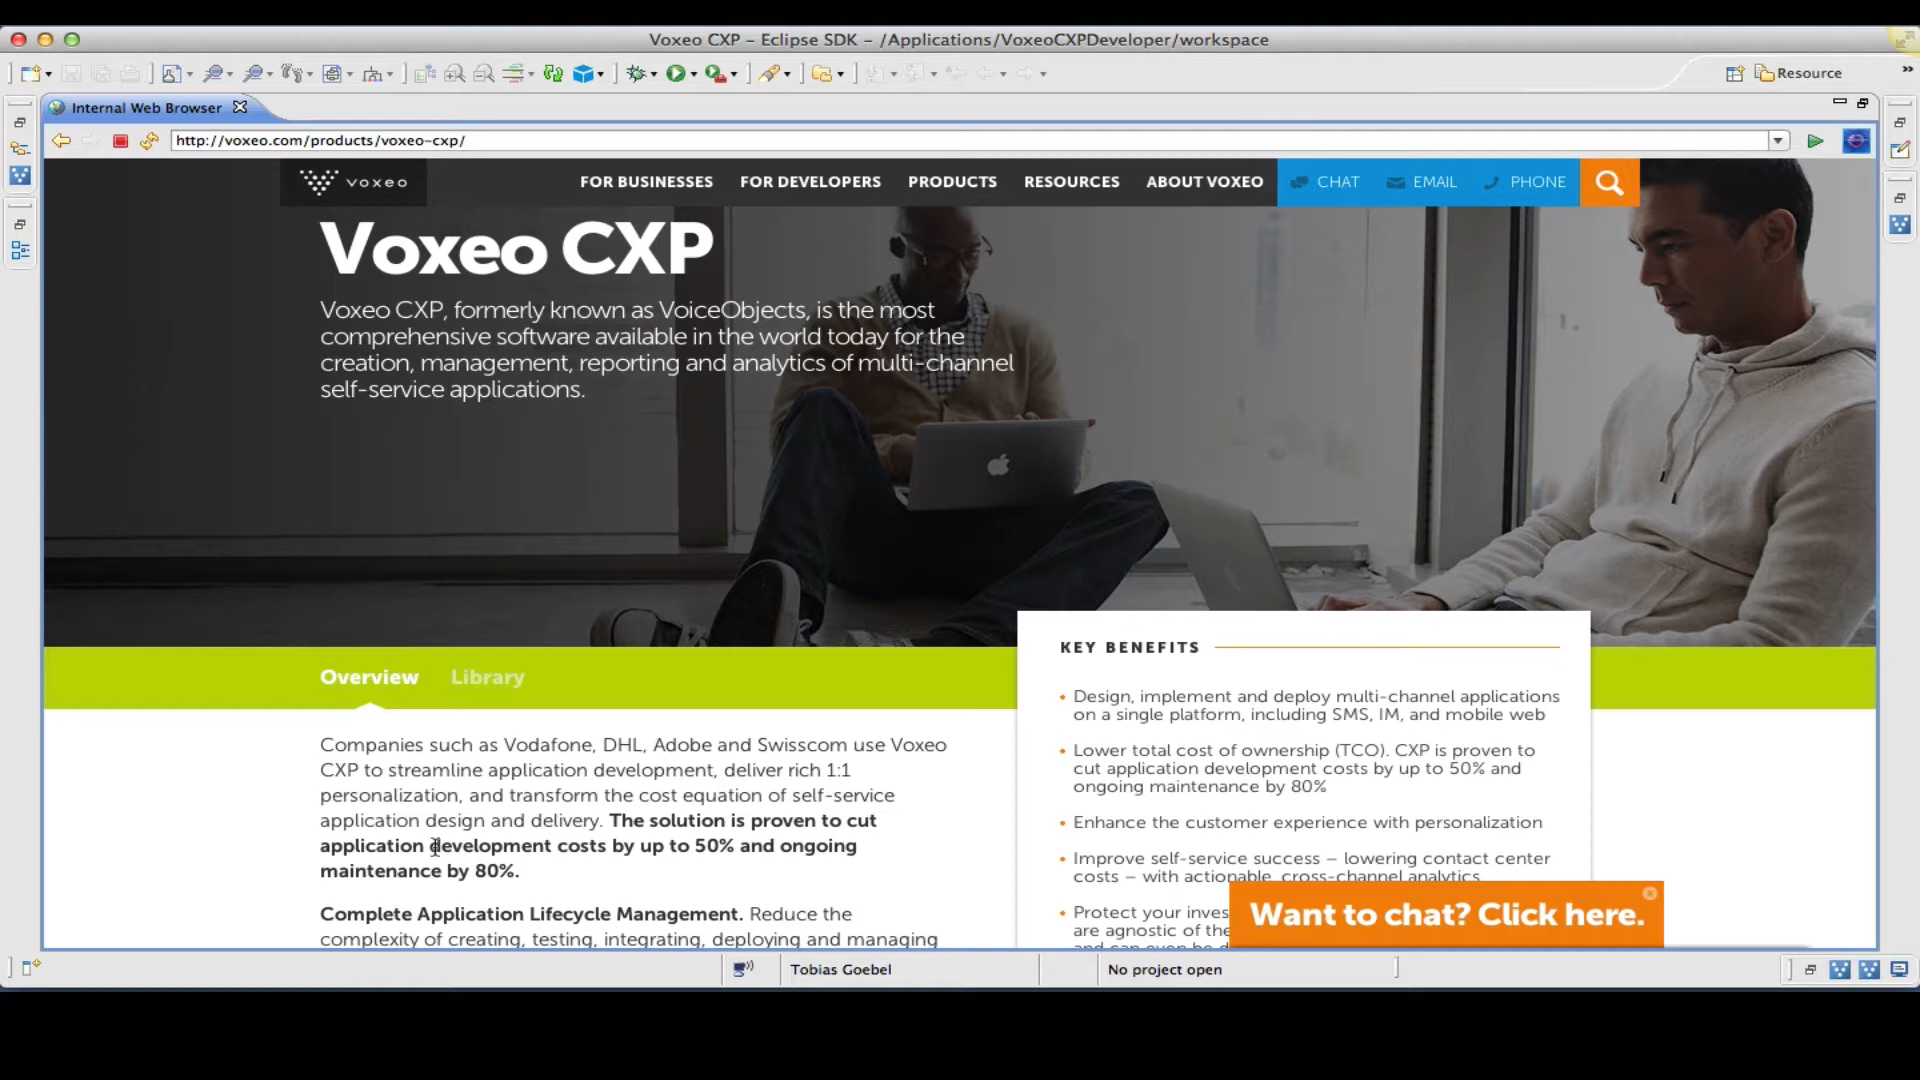 Voxeo CXP – Eclipse SDK – /Applications/VoxeoCXPDeveloper/workspace
Resource
Internal Web Browser
http://voxeo.com/products/voxeo-cxp/
voxeo
FOR BUSINESSES FOR DEVELOPERS PRODUCTS RESOURCES ABOUT VOXEO CHAT EMAIL PHONE
Voxeo CXP
Voxeo CXP, formerly known as VoiceObjects, is the most
comprehensive software available in the world today for the
creation, management, reporting and analytics of multi-channel
self-service applications.
Overview Library
Companies such as Vodafone, DHL, Adobe and Swisscom use Voxeo
CXP to streamline application development, deliver rich 1:1
personalization, and transform the cost equation of self-service
application design and delivery. The solution is proven to cut
application development costs by up to 50% and ongoing
maintenance by 80%.
Complete Application Lifecycle Management. Reduce the
complexity of creating, testing, integrating, deploying and managing
KEY BENEFITS
• Design, implement and deploy multi-channel applications
on a single platform, including SMS, IM, and mobile web
• Lower total cost of ownership (TCO). CXP is proven to
cut application development costs by up to 50% and
ongoing maintenance by 80%
• Enhance the customer experience with personalization
• Improve self-service success – lowering contact center
costs – with actionable, cross-channel analytics
• Protect your
are agnostic of the
Want to chat? Click here.
Tobias Goebel
No project open